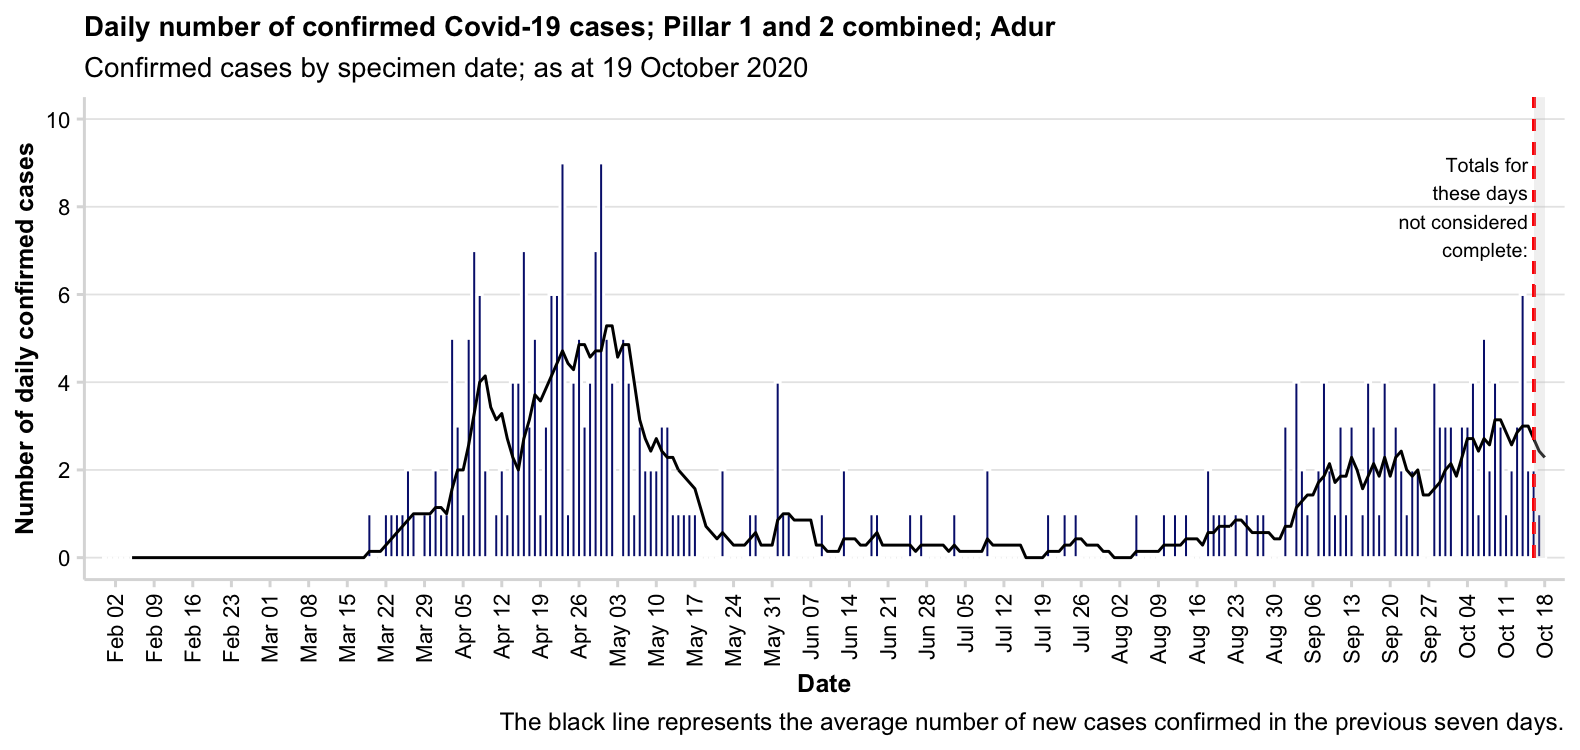 Daily number of confirmed Covid-19 cases; Pillar 1 and 2 combined; Adur
Confirmed cases by specimen date; as at 19 October 2020
Number of daily confirmed cases
10
8
6
4
2
0
Totals for
these days
not considered
complete:
Feb 02
Feb 09
Feb 16
Feb 23
Mar 01
Mar 08
Mar 15
Mar 22
Mar 29
Apr 05
Apr 12
Apr 19
Apr 26
May 03
May 10
May 17
May 24
May 31
Jun 07
Jun 14
Jun 21
Jun 28
Jul 05
Jul 12
Jul 19
Jul 26
Aug 02
Aug 09
Aug 16
Aug 23
Aug 30
Sep 06
Sep 13
Sep 20
Sep 27
Oct 04
Oct 11
Oct 18
Date
The black line represents the average number of new cases confirmed in the previous seven days.